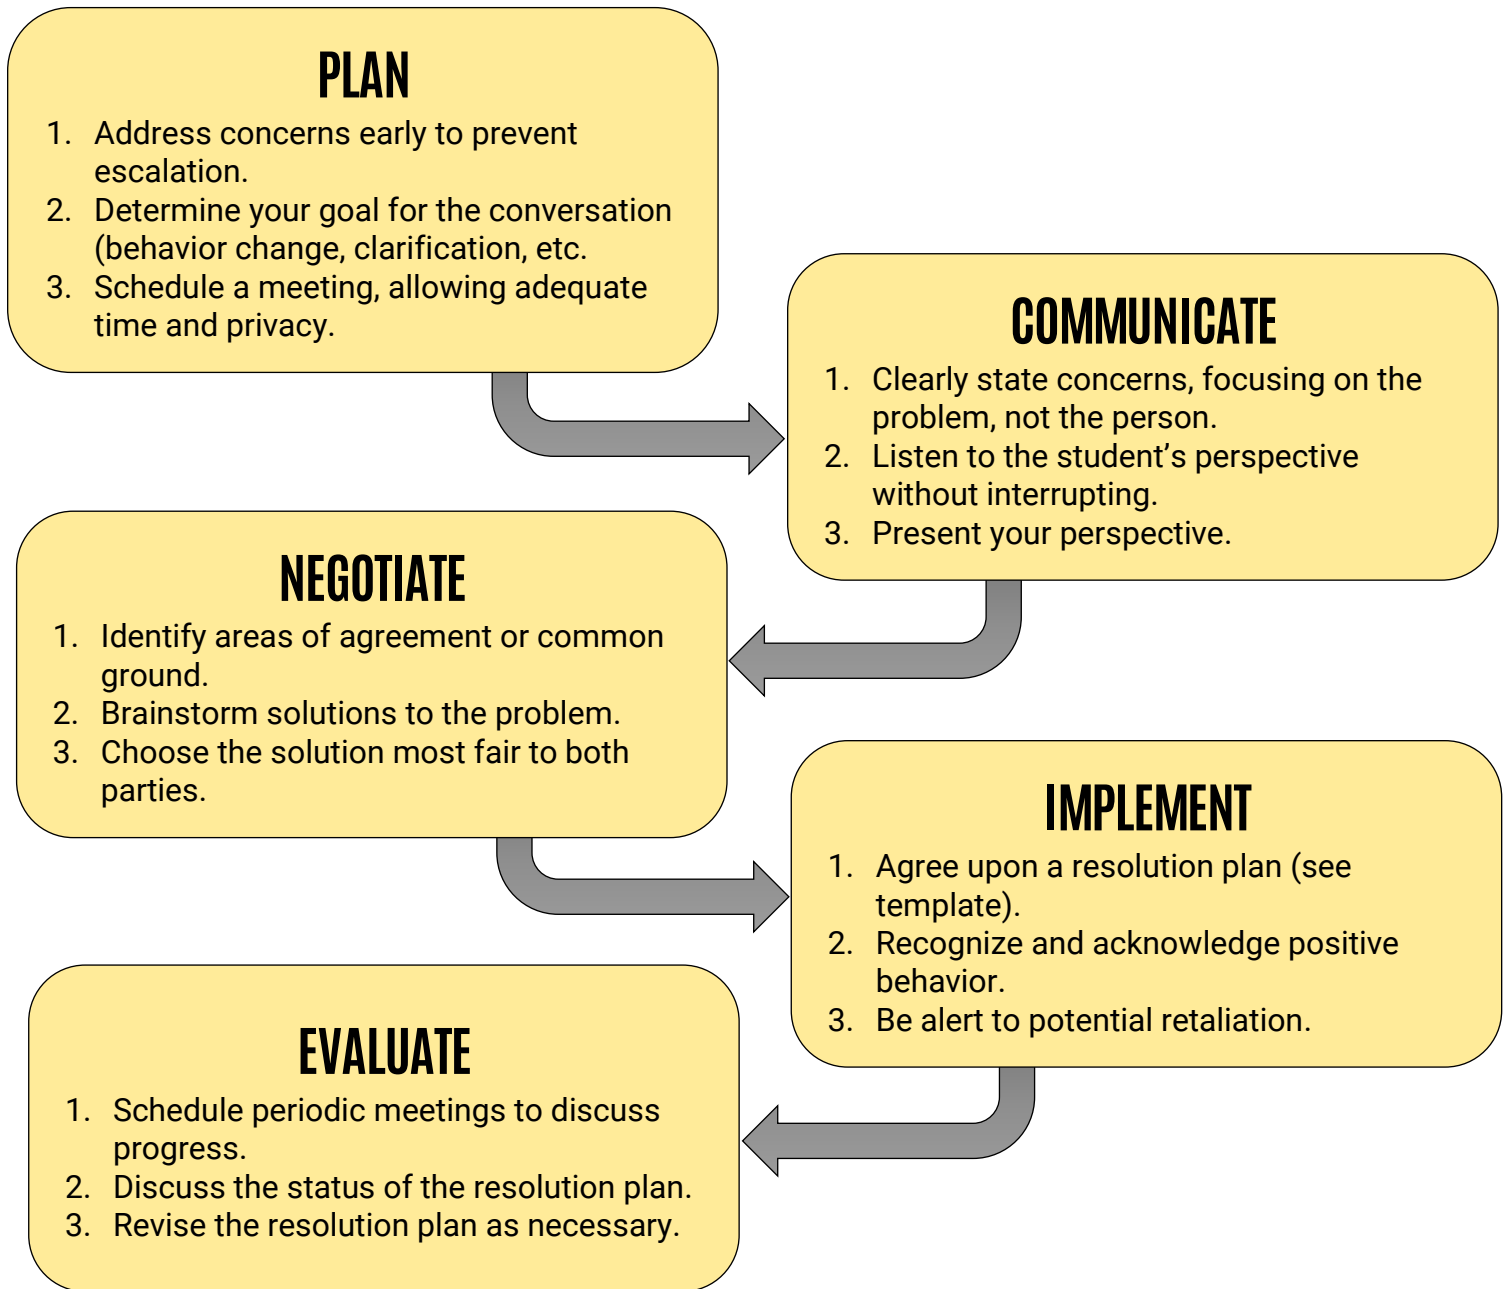 PLAN
1. Address concerns early to prevent
escalation.
2. Determine your goal for the conversation
(behavior change, clarification, etc.
3. Schedule a meeting, allowing adequate
time and privacy.
COMMUNICATE
1. Clearly state concerns, focusing on the
problem, not the person.
2. Listen to the student’s perspective
without interrupting.
3. Present your perspective.
NEGOTIATE
1. Identify areas of agreement or common
ground.
2. Brainstorm solutions to the problem.
3. Choose the solution most fair to both
parties.
IMPLEMENT
1. Agree upon a resolution plan (see
template).
2. Recognize and acknowledge positive
behavior.
3. Be alert to potential retaliation.
EVALUATE
1. Schedule periodic meetings to discuss
progress.
2. Discuss the status of the resolution plan.
3. Revise the resolution plan as necessary.